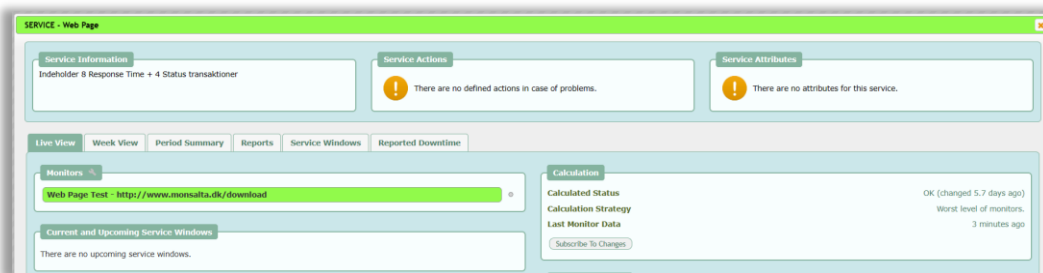 SERVICE - Web Page
Service Information
Indeholder 8 Response Time + 4 Status transaktioner
Service Actions
There are no defined actions in case of problems.
Service Attributes
There are no attributes for this service.
Live View
Week View
Period Summary
Reports
Service Windows
Reported Downtime
Monitors
Web Page Test - http://www.monsalta.dk/download
Current and Upcoming Service Windows
There are no upcoming service windows.
Calculation
Calculated Status OK (changed 5.7 days ago)
Calculation Strategy Worst level of monitors.
Last Monitor Data 3 minutes ago
Subscribe To Changes